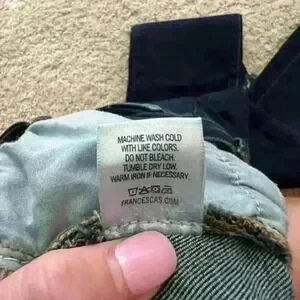 MACHINE WASH COLD
WITH LIKE COLORS.
DO NOT BLEACH.
TUMBLE DRY LOW.
WARM IRON IF NECESSARY.
FRANCESCAS.COM